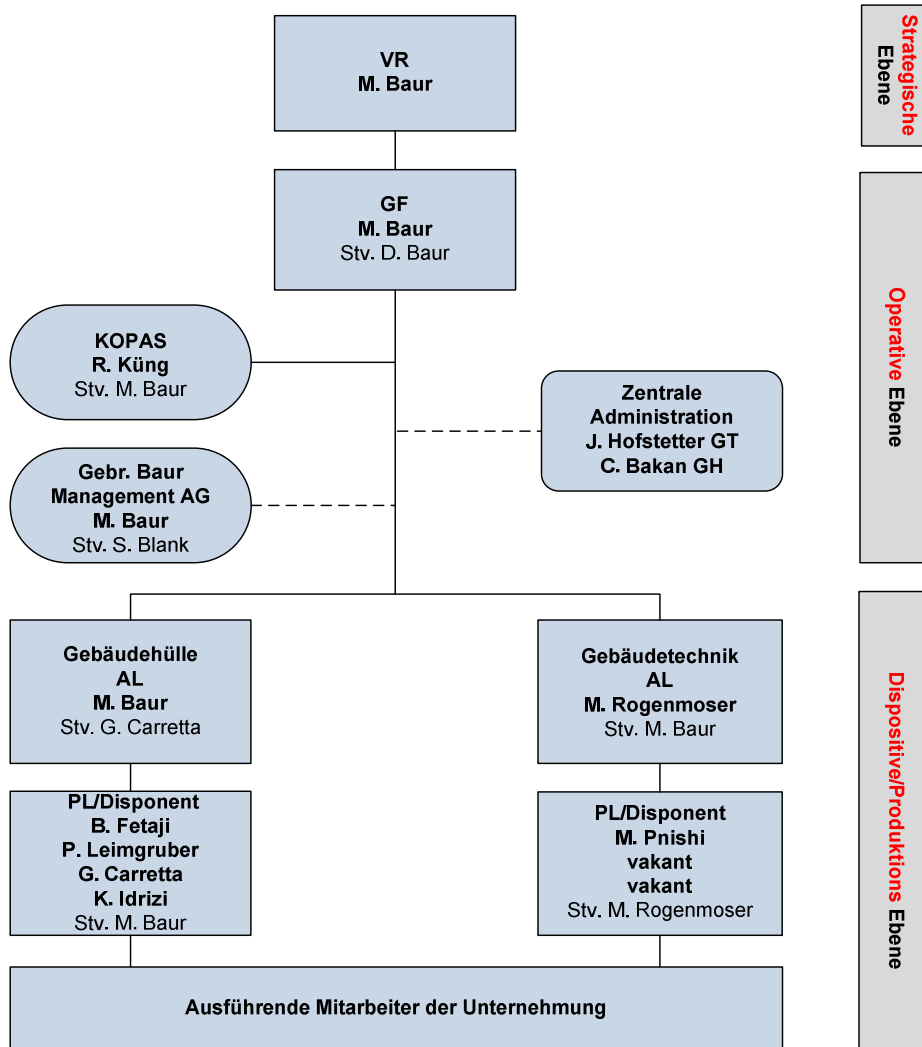 VR
M. Baur
GF
M. Baur
Stv. D. Baur
KOPAS
R. Küng
Stv. M. Baur
Zentrale
Administration
J. Hofstetter GT
C. Bakan GH
Gebr. Baur
Management AG
M. Baur
Stv. S. Blank
Gebäudehülle
AL
M. Baur
Stv. G. Carretta
Gebäudetechnik
AL
M. Rogenmoser
Stv. M. Baur
PL/Disponent
B. Fetaji
P. Leimgruber
G. Carretta
K. Idrizi
Stv. M. Baur
PL/Disponent
M. Pnishi
vakant
vakant
Stv. M. Rogenmoser
Ausführende Mitarbeiter der Unternehmung
Strategische
Ebene
Operative Ebene
Dispositive/Produktions Ebene